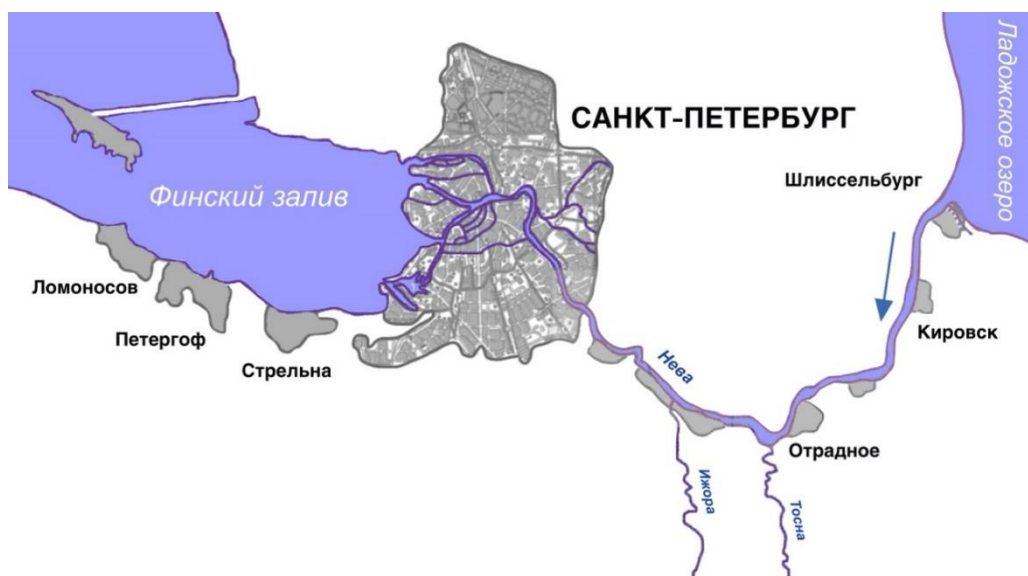 САНКТ-ПЕТЕРБУРГ
Ладожское озеро
Шлиссельбург
Финский залив
Ломоносов
Петергоф
Стрельна
Кировск
Нева
Отрадное
Ижора
Тосна